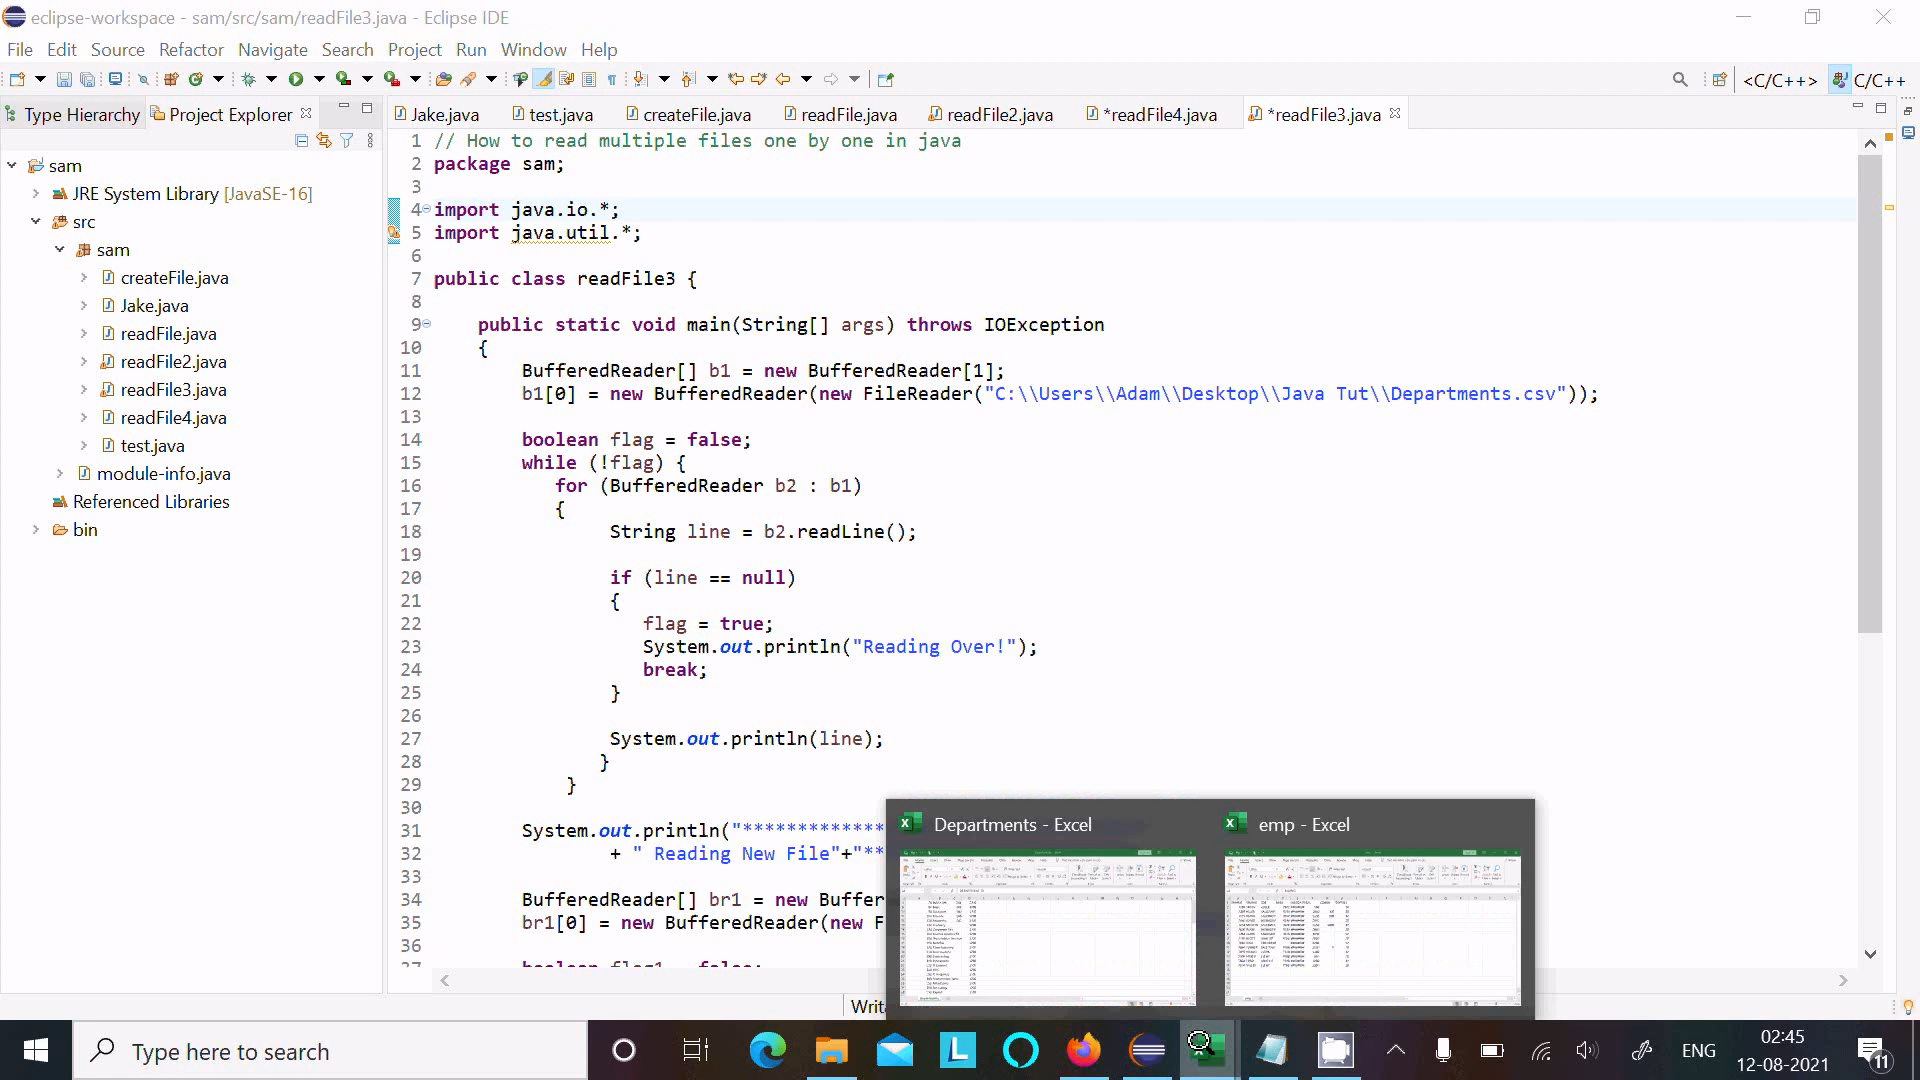 eclipse-workspace - sam/src/sam/readFile3.java - Eclipse IDE
File Edit Source Refactor Navigate Search Project Run Window Help
<C/C++> C/C++
Type Hierarchy Project Explorer
Jake.java test.java createFile.java readFile.java readFile2.java *readFile4.java *readFile3.java
sam
JRE System Library [JavaSE-16]
src
sam
createFile.java
Jake.java
readFile.java
readFile2.java
readFile3.java
readFile4.java
test.java
module-info.java
Referenced Libraries
bin
1 // How to read multiple files one by one in java
2 package sam;
3
4 import java.io.*;
5 import java.util.*;
6
7 public class readFile3 {
8
9 public static void main(String[] args) throws IOException
10 {
11 BufferedReader[] b1 = new BufferedReader[1];
12 b1[0] = new BufferedReader(new FileReader("C:\\Users\\Adam\\Desktop\\Java Tut\\Departments.csv"));
13
14 boolean flag = false;
15 while (!flag) {
16 for (BufferedReader b2 : b1)
17 {
18 String line = b2.readLine();
19
20 if (line == null)
21 {
22 flag = true;
23 System.out.println("Reading Over!");
24 break;
25 }
26
27 System.out.println(line);
28 }
29 }
30
31 System.out.println("*************
32 + " Reading New File"+"**
33
34 BufferedReader[] br1 = new Buffer
35 br1[0] = new BufferedReader(new F
36
37 boolean flag1 = false;
Departments - Excel
emp - Excel
Writa
Type here to search
ENG
02:45
12-08-2021
11